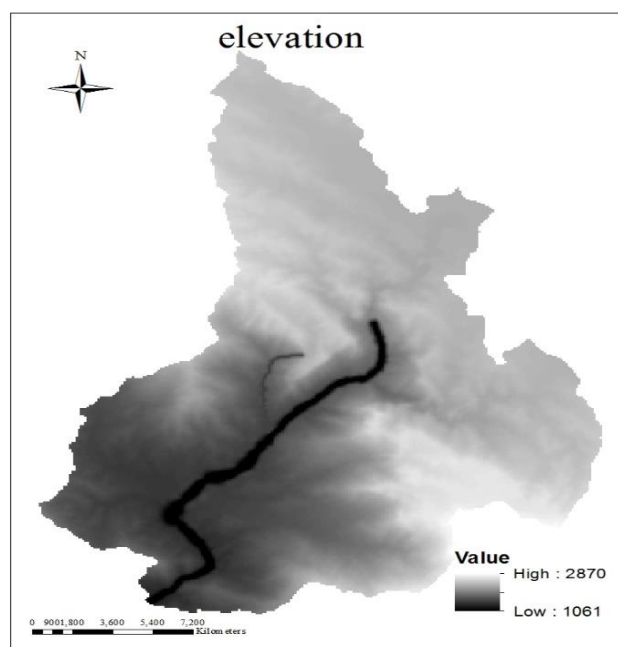 elevation
N
Value
High : 2870
Low : 1061
0 9001,800 3,600 5,400 7,200
Kilometers